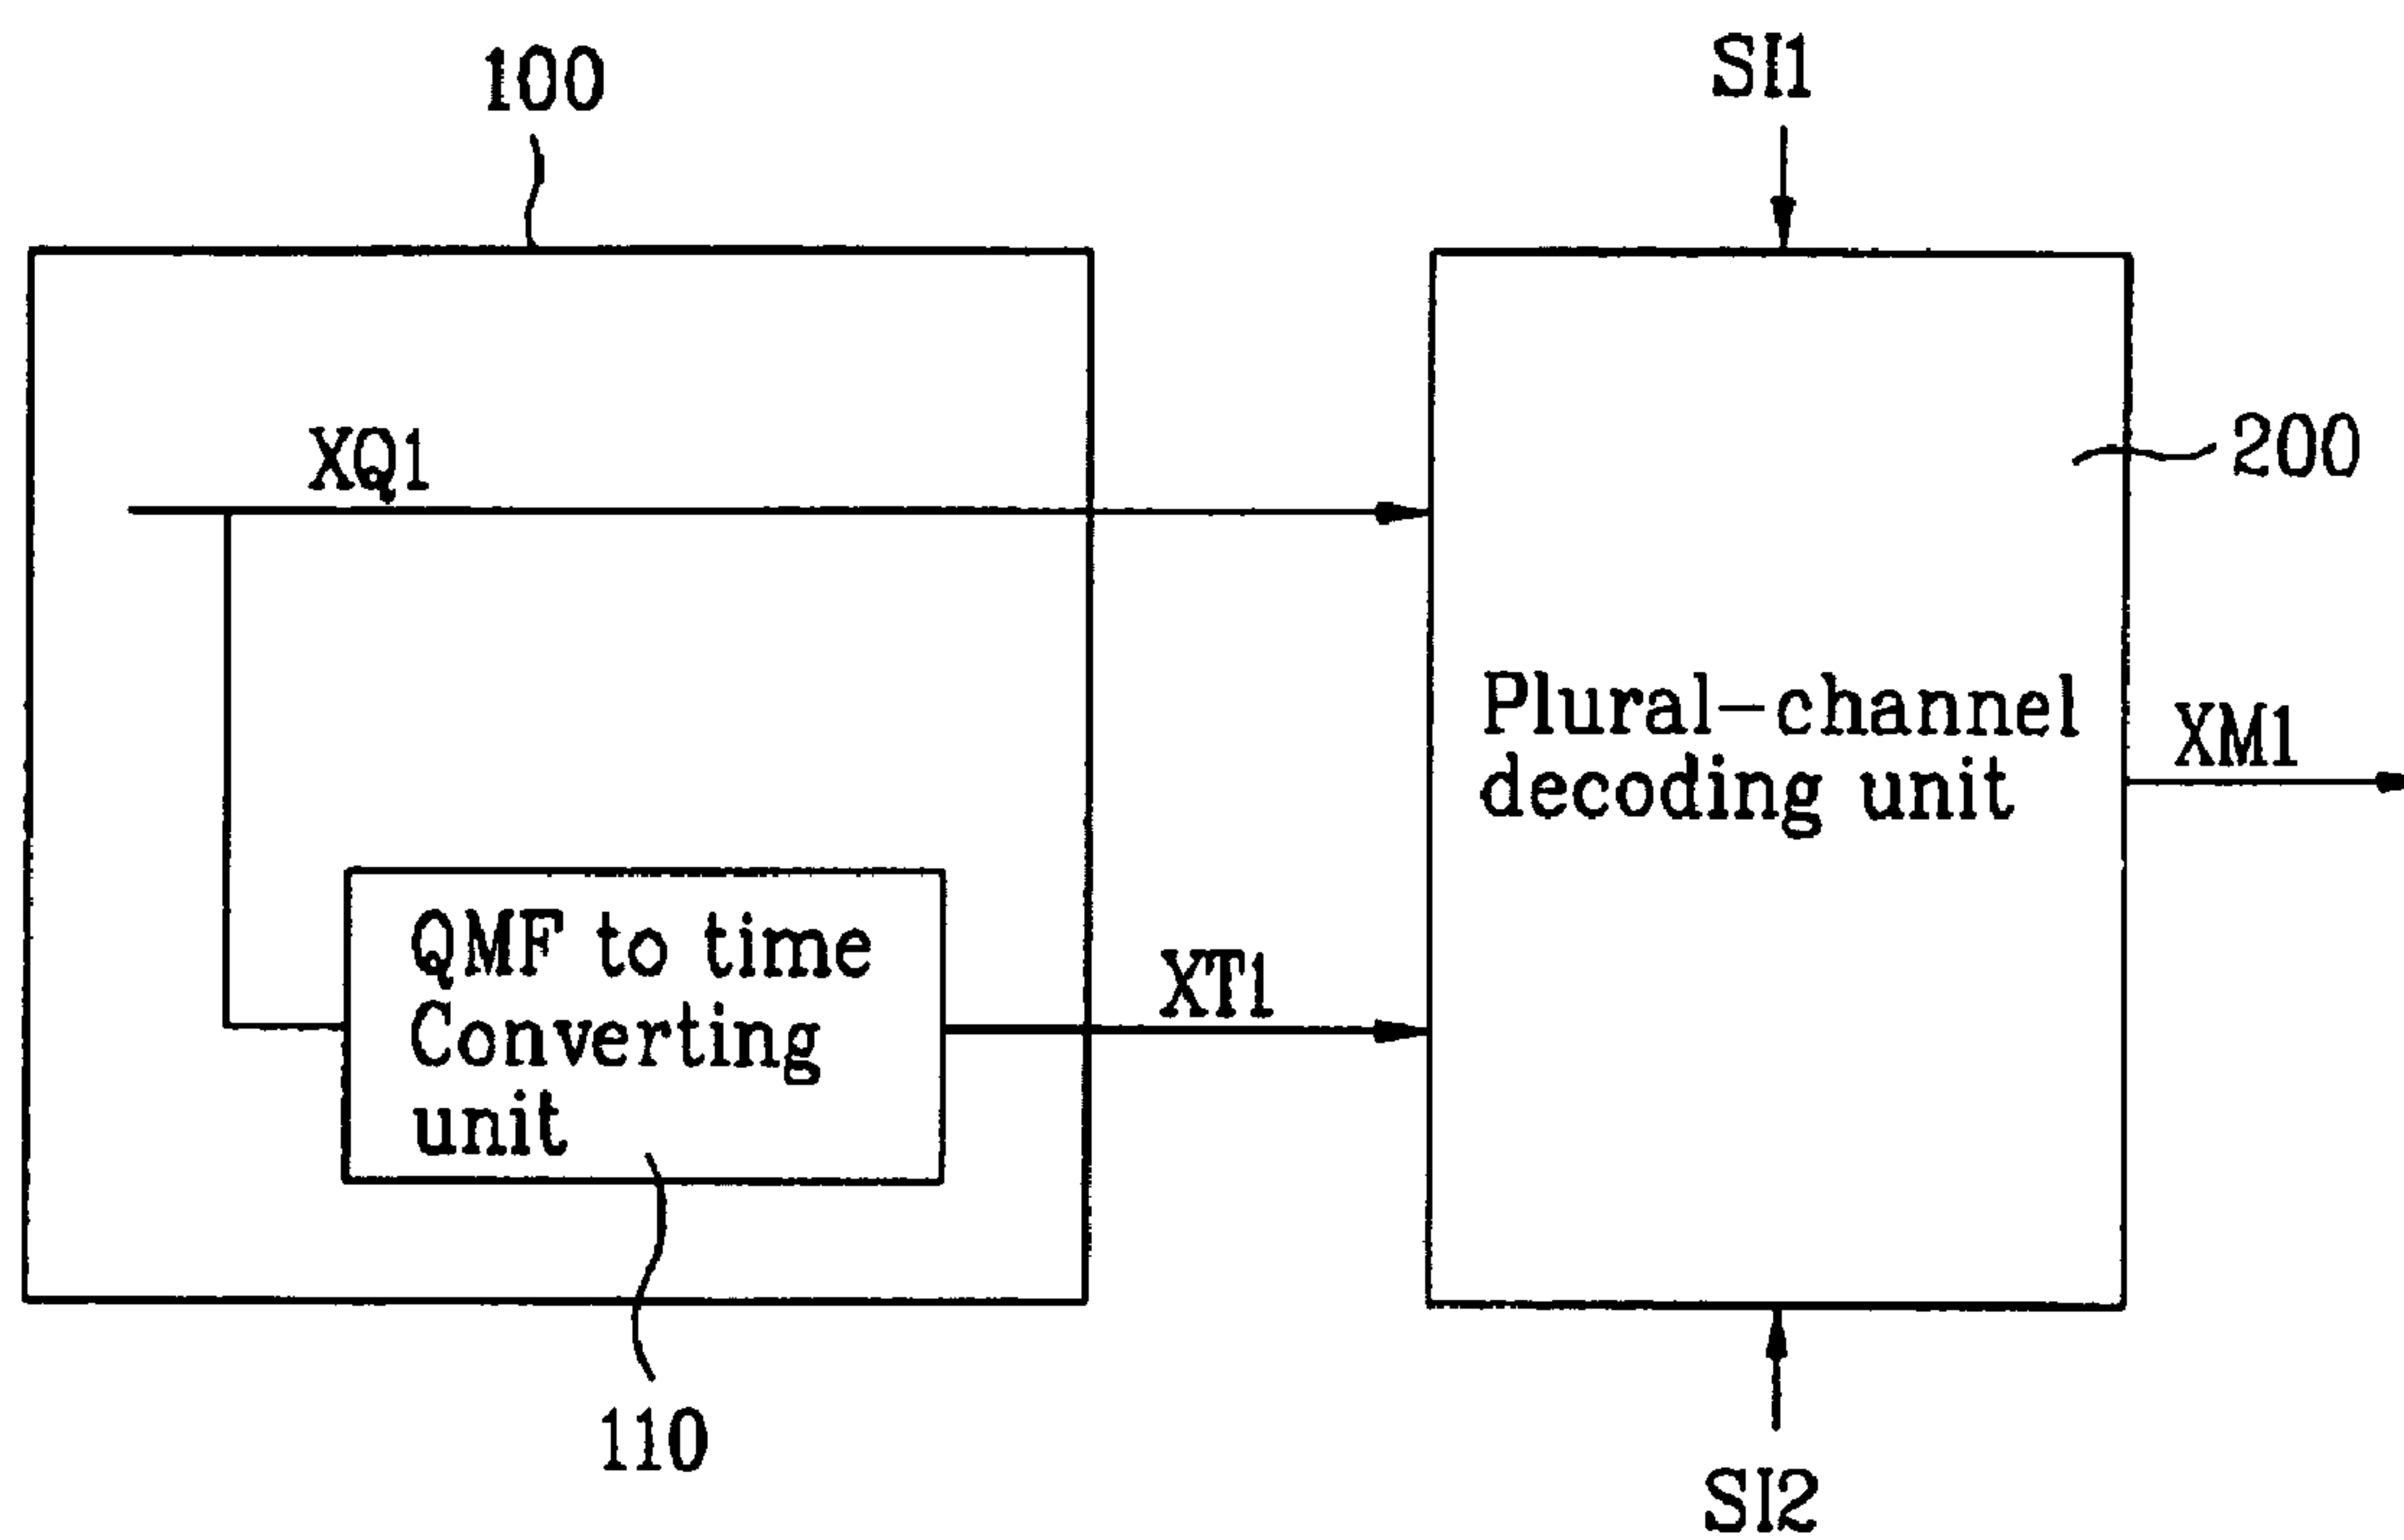 100
SI1
XQ1
200
Plural-channel
decoding unit
XM1
QMF to time
Converting
unit
XT1
110
SI2